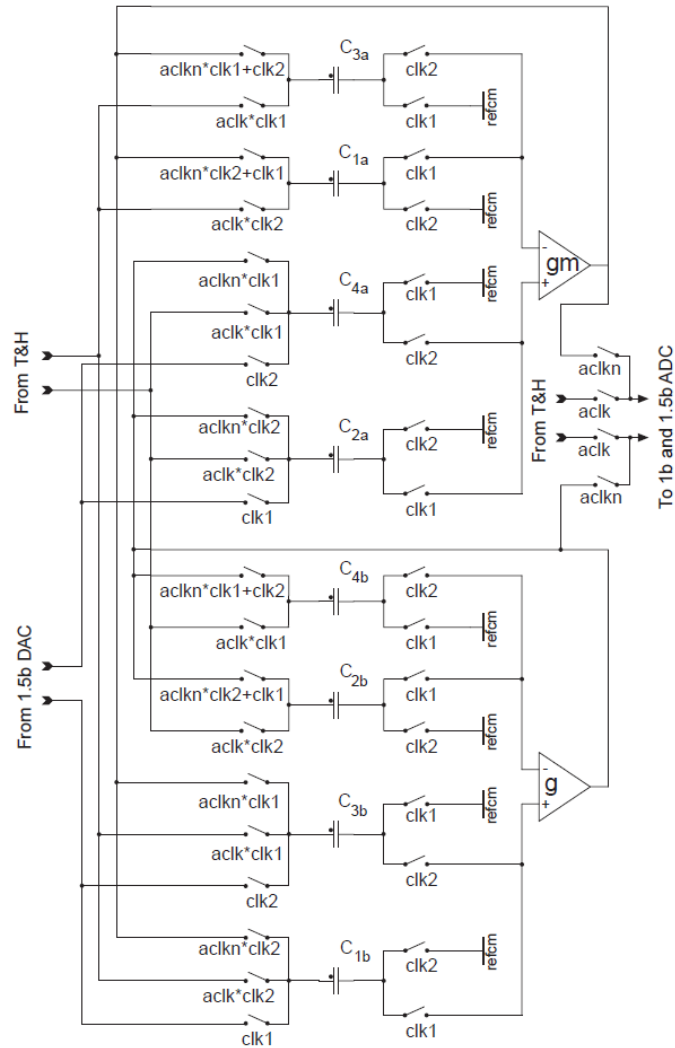 C3a
aclkn*clk1+clk2
clk2
aclk*clk1
clk1
refcm
C1a
aclkn*clk2+clk1
clk1
aclk*clk2
clk2
refcm
C4a
aclkn*clk1
clk1
refcm
aclk*clk1
clk2
clk2
-
gm
+
From T&H
C2a
aclkn*clk2
clk2
refcm
aclk*clk2
clk1
clk1
aclkn
From T&H
aclk
aclk
aclkn
To 1b and 1.5b ADC
C4b
aclkn*clk1+clk2
clk2
aclk*clk1
clk1
refcm
From 1.5b DAC
C2b
aclkn*clk2+clk1
clk1
aclk*clk2
clk2
refcm
-
g
+
C3b
aclkn*clk1
clk1
refcm
aclk*clk1
clk2
clk2
C1b
aclkn*clk2
clk2
refcm
aclk*clk2
clk1
clk1